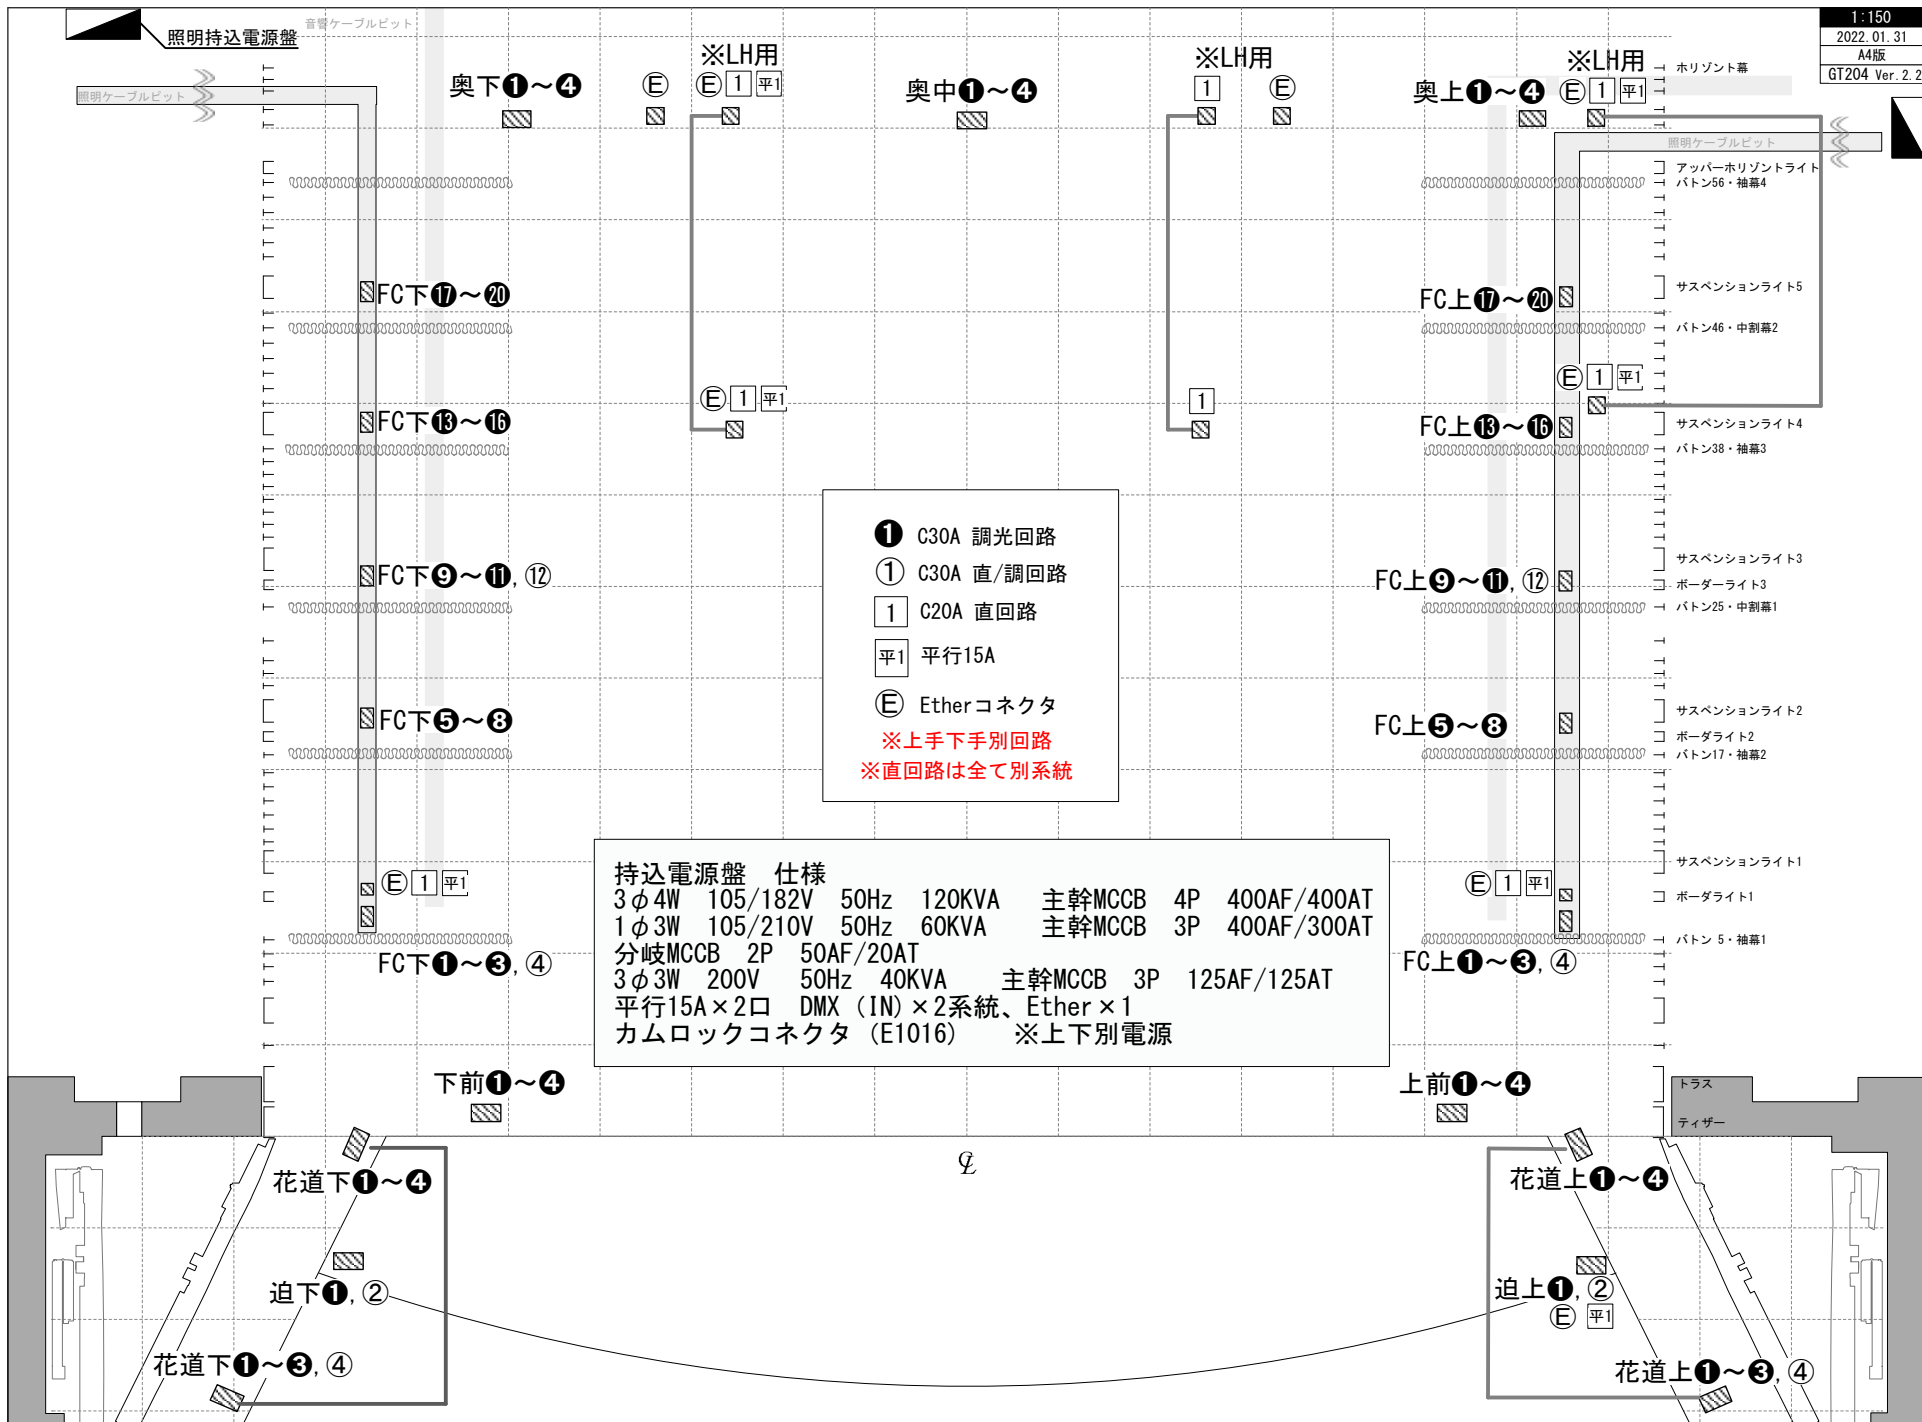 1:150
2022.01.31
A4版
GT204 Ver.2.2
音響ケーブルピット
照明持込電源盤
※LH用
※LH用
※LH用
ホリゾント幕
奥下❶～❹
Ⓔ
Ⓔ 1 平1
奥中❶～❹
1
Ⓔ
奥上❶～❹
Ⓔ 1 平1
照明ケーブルピット
照明ケーブルピット
アッパーホリゾントライト
バトン56・袖幕4
FC下⓱～⓴
FC上⓱～⓴
サスペンションライト5
バトン46・中割幕2
Ⓔ 1 平1
1
Ⓔ 1 平1
FC下⓭～⓰
FC上⓭～⓰
サスペンションライト4
バトン38・袖幕3
❶ C30A 調光回路
① C30A 直/調回路
1 C20A 直回路
平1 平行15A
Ⓔ Etherコネクタ
※上手下手別回路
※直回路は全て別系統
FC下❾～⓫,⑫
FC上❾～⓫,⑫
サスペンションライト3
ボーダーライト3
バトン25・中割幕1
FC下❺～❽
FC上❺～❽
サスペンションライト2
ボーダライト2
バトン17・袖幕2
持込電源盤 仕様
3φ4W 105/182V 50Hz 120KVA 主幹MCCB 4P 400AF/400AT
1φ3W 105/210V 50Hz 60KVA 主幹MCCB 3P 400AF/300AT
分岐MCCB 2P 50AF/20AT
3φ3W 200V 50Hz 40KVA 主幹MCCB 3P 125AF/125AT
平行15A×2口 DMX (IN)×2系統、Ether×1
カムロックコネクタ (E1016) ※上下別電源
サスペンションライト1
Ⓔ 1 平1
Ⓔ 1 平1
ボーダライト1
バトン 5・袖幕1
FC下❶～❸,④
FC上❶～❸,④
下前❶～❹
上前❶～❹
トラス
ティザー
℄
花道下❶～❹
花道上❶～❹
迫下❶,②
迫上❶,②
Ⓔ 平1
花道下❶～❸,④
花道上❶～❸,④